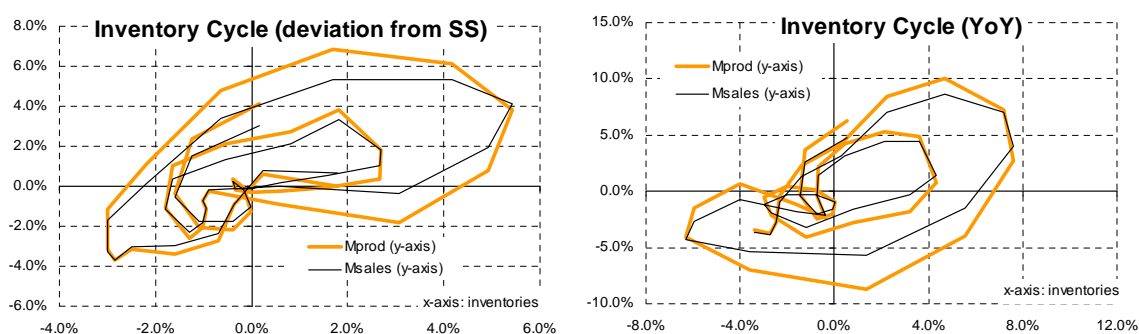 Inventory Cycle (deviation from SS)
8.0%
6.0%
4.0%
2.0%
0.0%
-2.0%
-4.0%
-6.0%
Mprod (y-axis)
Msales (y-axis)
x-axis: inventories
-4.0% -2.0% 0.0% 2.0% 4.0% 6.0%
Inventory Cycle (YoY)
15.0%
10.0%
5.0%
0.0%
-5.0%
-10.0%
Mprod (y-axis)
Msales (y-axis)
x-axis: inventories
-8.0% -4.0% 0.0% 4.0% 8.0% 12.0%